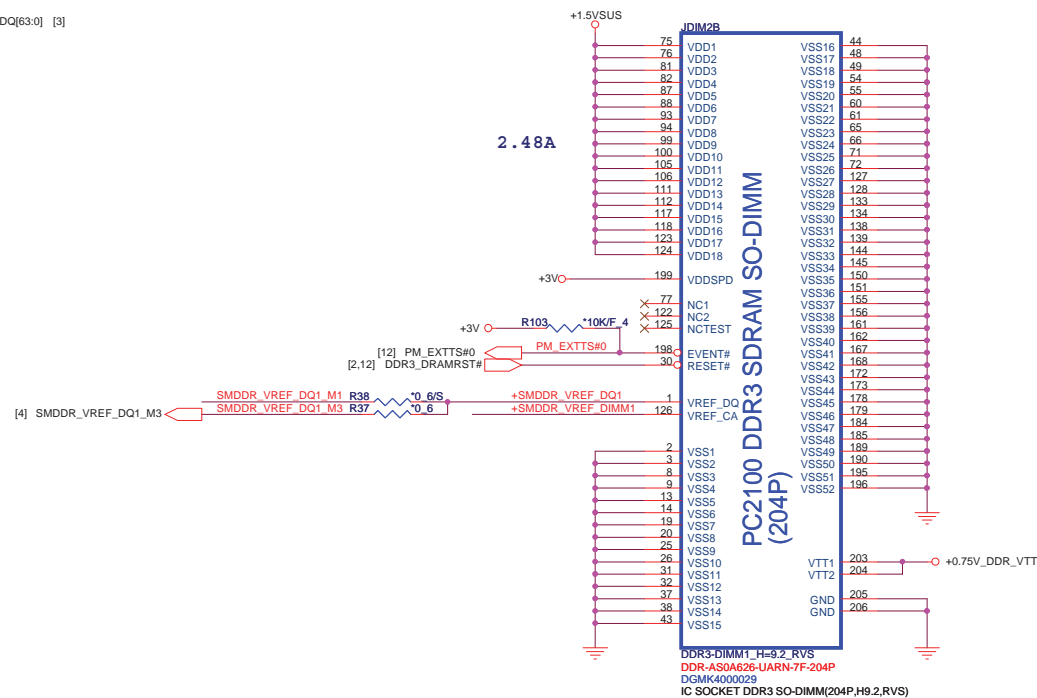 DQ[63:0] [3]
+1.5VSUS
JDIM2B
2.48A
75 VDD1
76 VDD2
81 VDD3
82 VDD4
87 VDD5
88 VDD6
93 VDD7
94 VDD8
99 VDD9
100 VDD10
105 VDD11
106 VDD12
111 VDD13
112 VDD14
117 VDD15
118 VDD16
123 VDD17
124 VDD18
+3V 199 VDDSPD
77 NC1
122 NC2
125 NCTEST
+3V R103 *10K/F_4
[12] PM_EXTTS#0 PM_EXTTS#0 198 EVENT#
[2,12] DDR3_DRAMRST# 30 RESET#
SMDDR_VREF_DQ1_M1 R38 *0_6/S +SMDDR_VREF_DQ1 1 VREF_DQ
[4] SMDDR_VREF_DQ1_M3 SMDDR_VREF_DQ1_M3 R37 *0_6 +SMDDR_VREF_DIMM1 126 VREF_CA
2 VSS1
3 VSS2
8 VSS3
9 VSS4
13 VSS5
14 VSS6
19 VSS7
20 VSS8
25 VSS9
26 VSS10
31 VSS11
32 VSS12
37 VSS13
38 VSS14
43 VSS15
PC2100 DDR3 SDRAM SO-DIMM
(204P)
VSS16 44
VSS17 48
VSS18 49
VSS19 54
VSS20 55
VSS21 60
VSS22 61
VSS23 65
VSS24 66
VSS25 71
VSS26 72
VSS27 127
VSS28 128
VSS29 133
VSS30 134
VSS31 138
VSS32 139
VSS33 144
VSS34 145
VSS35 150
VSS36 151
VSS37 155
VSS38 156
VSS39 161
VSS40 162
VSS41 167
VSS42 168
VSS43 172
VSS44 173
VSS45 178
VSS46 179
VSS47 184
VSS48 185
VSS49 189
VSS50 190
VSS51 195
VSS52 196
VTT1 203 +0.75V_DDR_VTT
VTT2 204
GND 205
GND 206
DDR3-DIMM1_H=9.2_RVS
DDR-AS0A626-UARN-7F-204P
DGMK4000029
IC SOCKET DDR3 SO-DIMM(204P,H9.2,RVS)